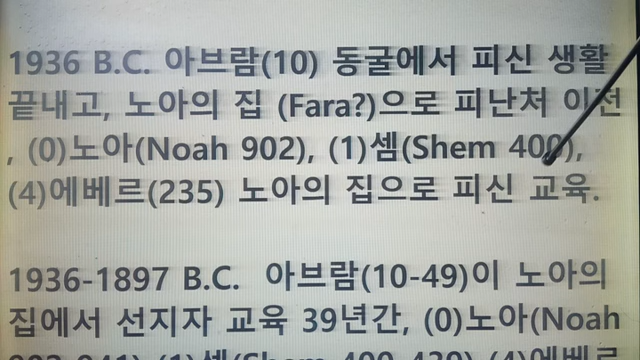 1936 B.C. 아브람(10) 동굴에서 피신 생활
끝내고, 노아의 집 (Fara?)으로 피난처 이전
, (0)노아(Noah 902), (1)셈(Shem 400),
(4)에베르(235) 노아의 집으로 피신 교육.
1936-1897 B.C. 아브람(10-49)이 노아의
집에서 선지자 교육 39년간, (0)노아(Noah